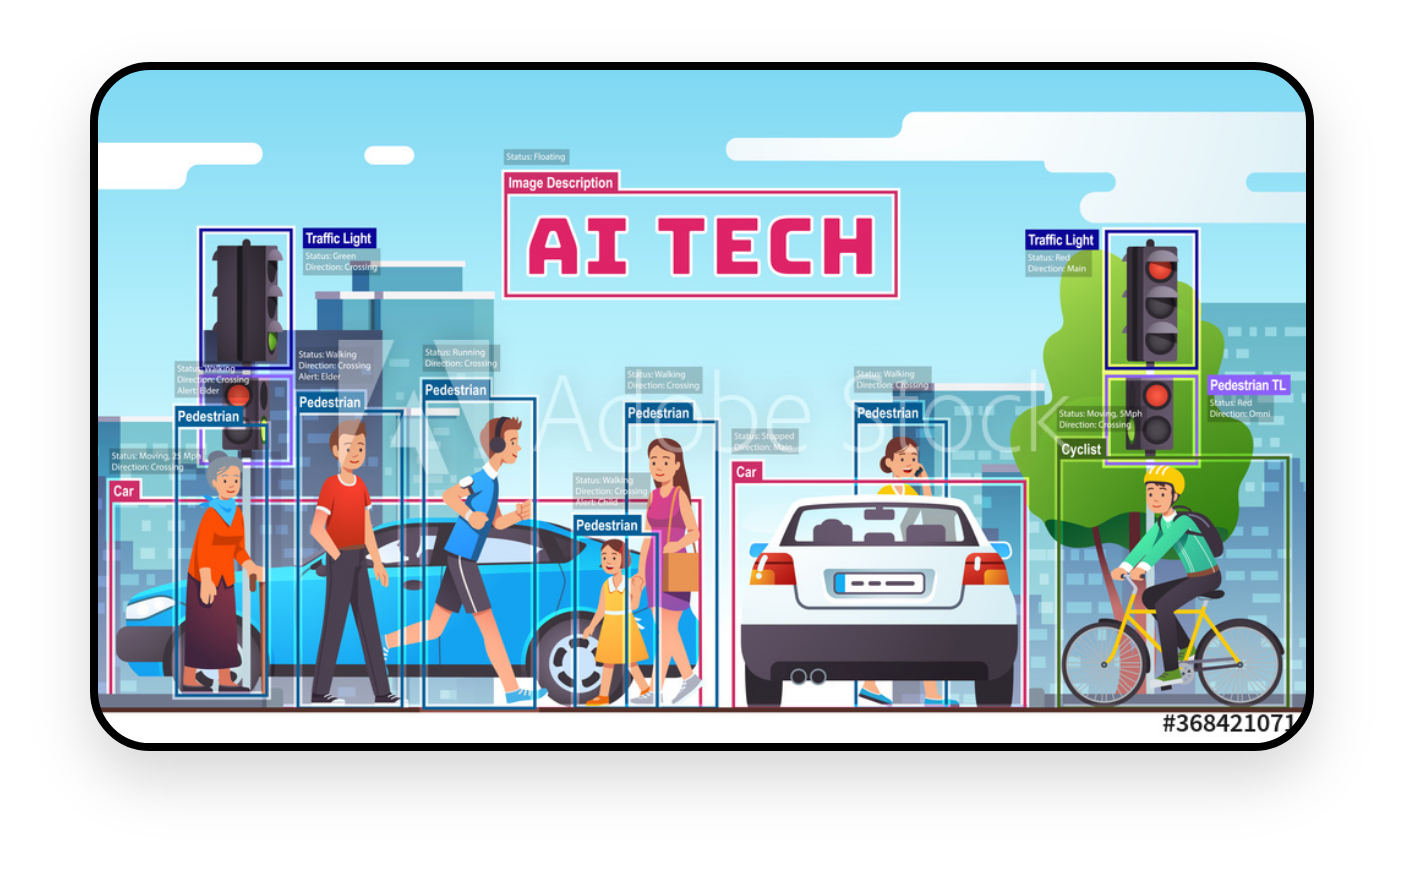 Status: Floating
Image Description
AI TECH
Traffic Light
Status: Green
Direction: Crossing
Traffic Light
Status: Red
Direction: Main
Status: Walking
Direction: Crossing
Alert: Elder
Pedestrian
Status: Walking
Direction: Crossing
Alert: Elder
Pedestrian
Status: Running
Direction: Crossing
Pedestrian
Status: Walking
Direction: Crossing
Pedestrian
Status: Walking
Direction: Crossing
Pedestrian
Pedestrian TL
Status: Red
Direction: Omni
Adobe Stock
Status: Moving, 25 Mph
Direction: Crossing
Car
Status: Walking
Direction: Crossing
Alert: Child
Pedestrian
Status: Stopped
Direction: Main
Car
Status: Moving, 5Mph
Direction: Crossing
Cyclist
#368421071